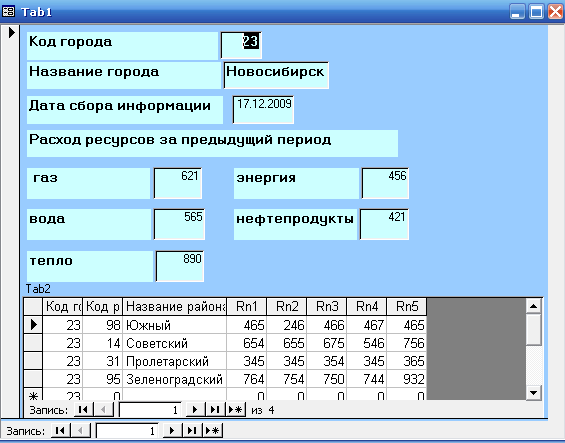 Tab1
Код города 23
Название города Новосибирск
Дата сбора информации 17.12.2009
Расход ресурсов за предыдущий период
газ 621 энергия 456
вода 565 нефтепродукты 421
тепло 890
Tab2
Код го Код р Название района Rn1 Rn2 Rn3 Rn4 Rn5
23 98 Южный 465 246 466 467 465
23 14 Советский 654 655 675 546 756
23 31 Пролетарский 345 345 354 345 365
23 95 Зеленоградский 764 754 750 744 932
23 0 0 0 0 0 0
Запись: 1 из 4
Запись: 1